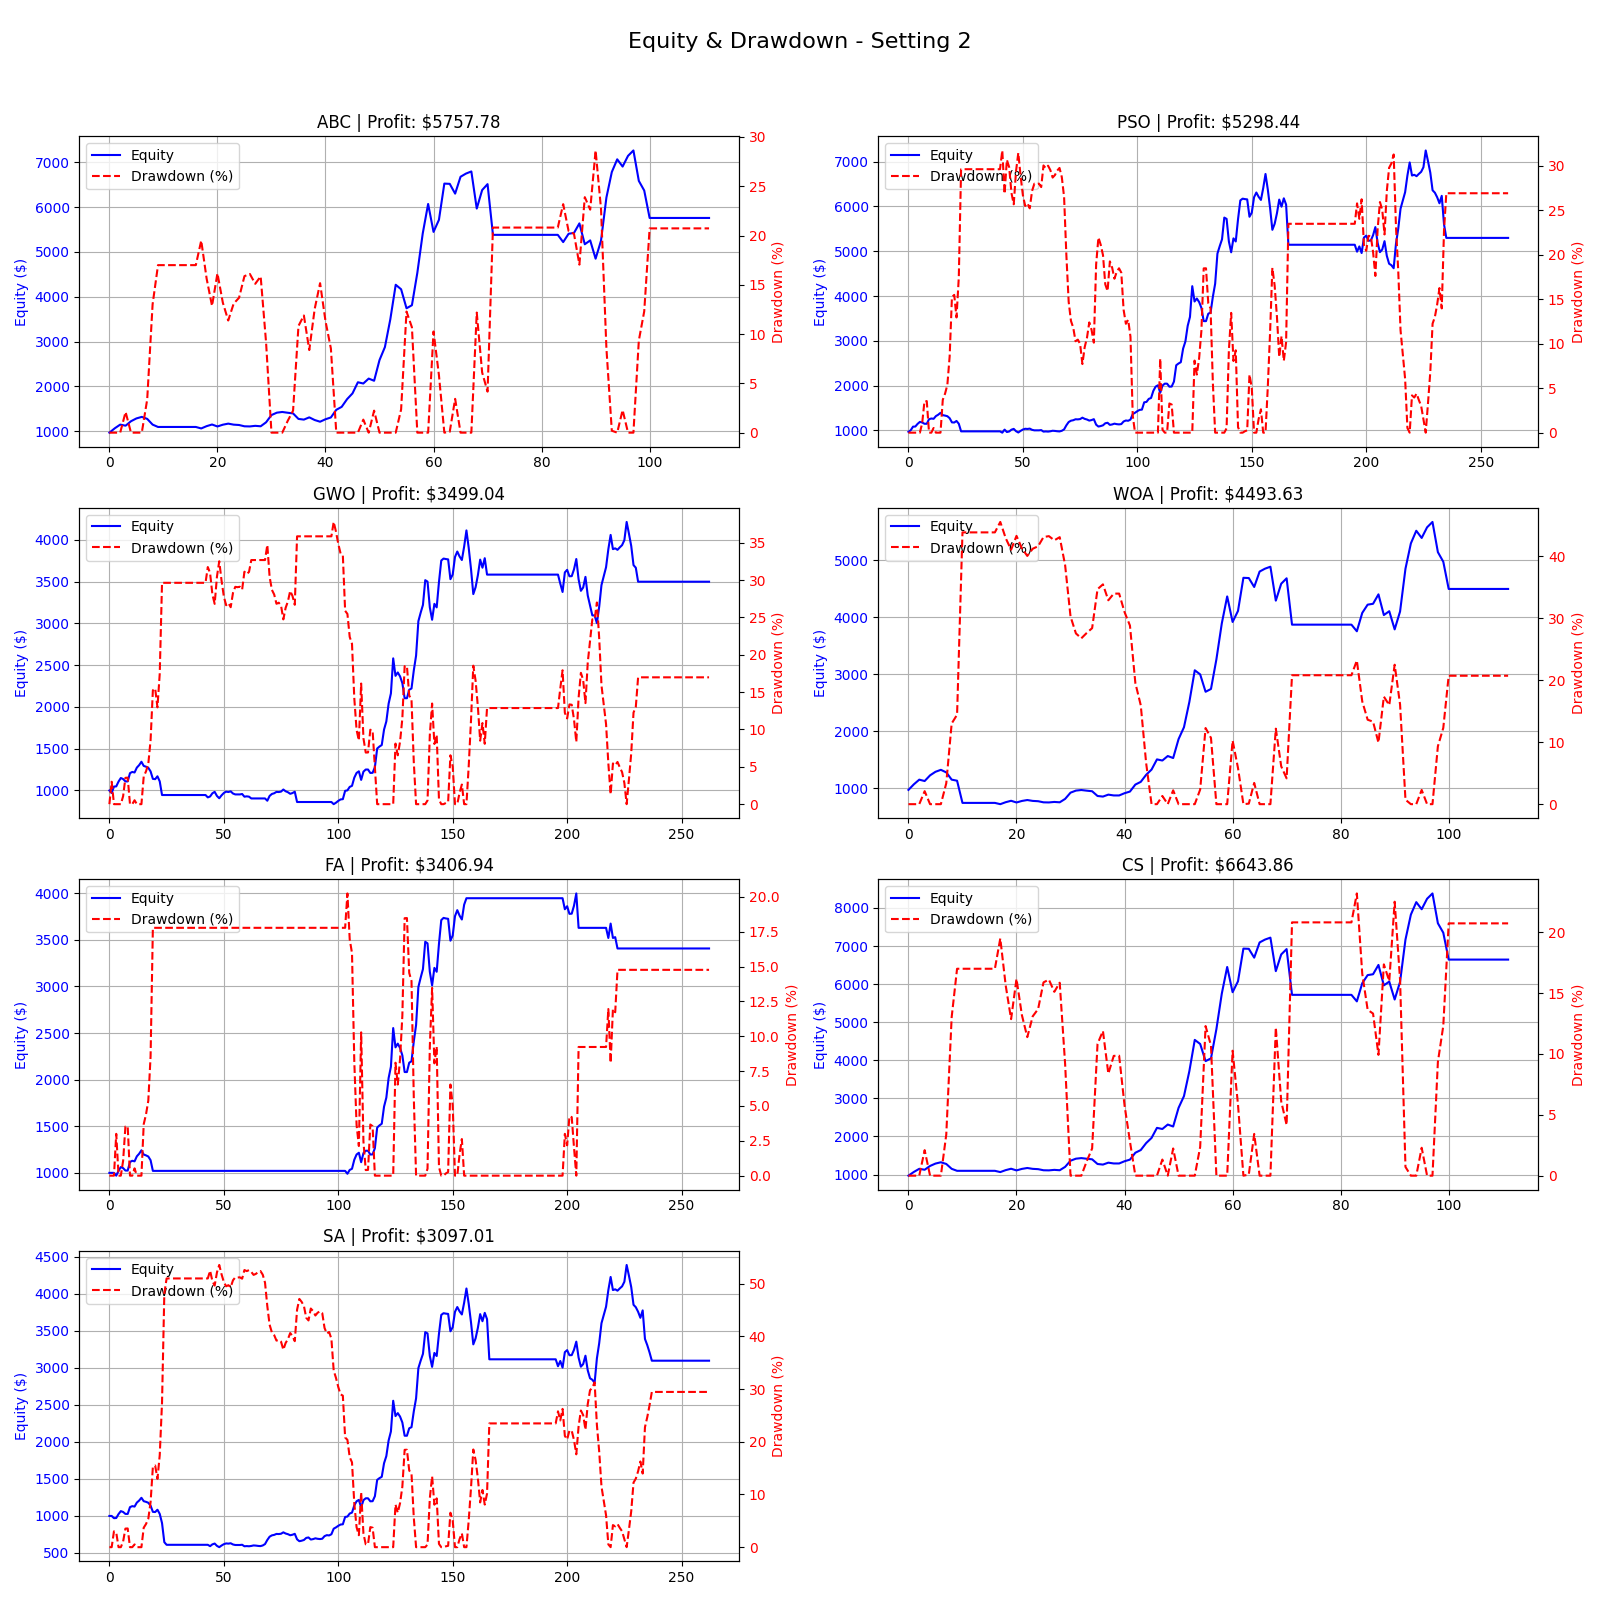 Equity & Drawdown - Setting 2
ABC | Profit: $5757.78
Equity
Drawdown (%)
Equity ($)
Drawdown (%)
7000
6000
5000
4000
3000
2000
1000
30
25
20
15
10
5
0
0 20 40 60 80 100
PSO | Profit: $5298.44
Equity
Drawdown (%)
Equity ($)
Drawdown (%)
7000
6000
5000
4000
3000
2000
1000
30
25
20
15
10
5
0
0 50 100 150 200 250
GWO | Profit: $3499.04
Equity
Drawdown (%)
Equity ($)
Drawdown (%)
4000
3500
3000
2500
2000
1500
1000
35
30
25
20
15
10
5
0
0 50 100 150 200 250
WOA | Profit: $4493.63
Equity
Drawdown (%)
Equity ($)
Drawdown (%)
5000
4000
3000
2000
1000
40
30
20
10
0
0 20 40 60 80 100
FA | Profit: $3406.94
Equity
Drawdown (%)
Equity ($)
Drawdown (%)
4000
3500
3000
2500
2000
1500
1000
20.0
17.5
15.0
12.5
10.0
7.5
5.0
2.5
0.0
0 50 100 150 200 250
CS | Profit: $6643.86
Equity
Drawdown (%)
Equity ($)
Drawdown (%)
8000
7000
6000
5000
4000
3000
2000
1000
20
15
10
5
0
0 20 40 60 80 100
SA | Profit: $3097.01
Equity
Drawdown (%)
Equity ($)
Drawdown (%)
4500
4000
3500
3000
2500
2000
1500
1000
500
50
40
30
20
10
0
0 50 100 150 200 250